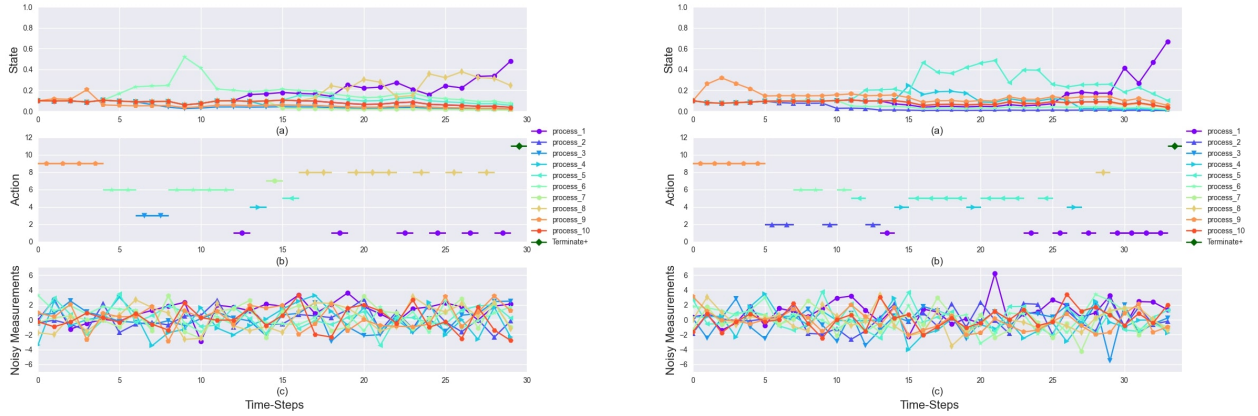 1.0
0.8
0.6
0.4
0.2
0.0
State
0 5 10 15 20 25 30
(a)
12
10
8
6
4
2
0
Action
0 5 10 15 20 25 30
(b)
6
4
2
0
−2
−4
−6
Noisy Measurements
0 5 10 15 20 25 30
(c)
Time-Steps
process_1
process_2
process_3
process_4
process_5
process_6
process_7
process_8
process_9
process_10
Terminate+
1.0
0.8
0.6
0.4
0.2
0.0
State
0 5 10 15 20 25 30
(a)
12
10
8
6
4
2
0
Action
0 5 10 15 20 25 30
(b)
6
4
2
0
−2
−4
−6
Noisy Measurements
0 5 10 15 20 25 30
(c)
Time-Steps
process_1
process_2
process_3
process_4
process_5
process_6
process_7
process_8
process_9
process_10
Terminate+